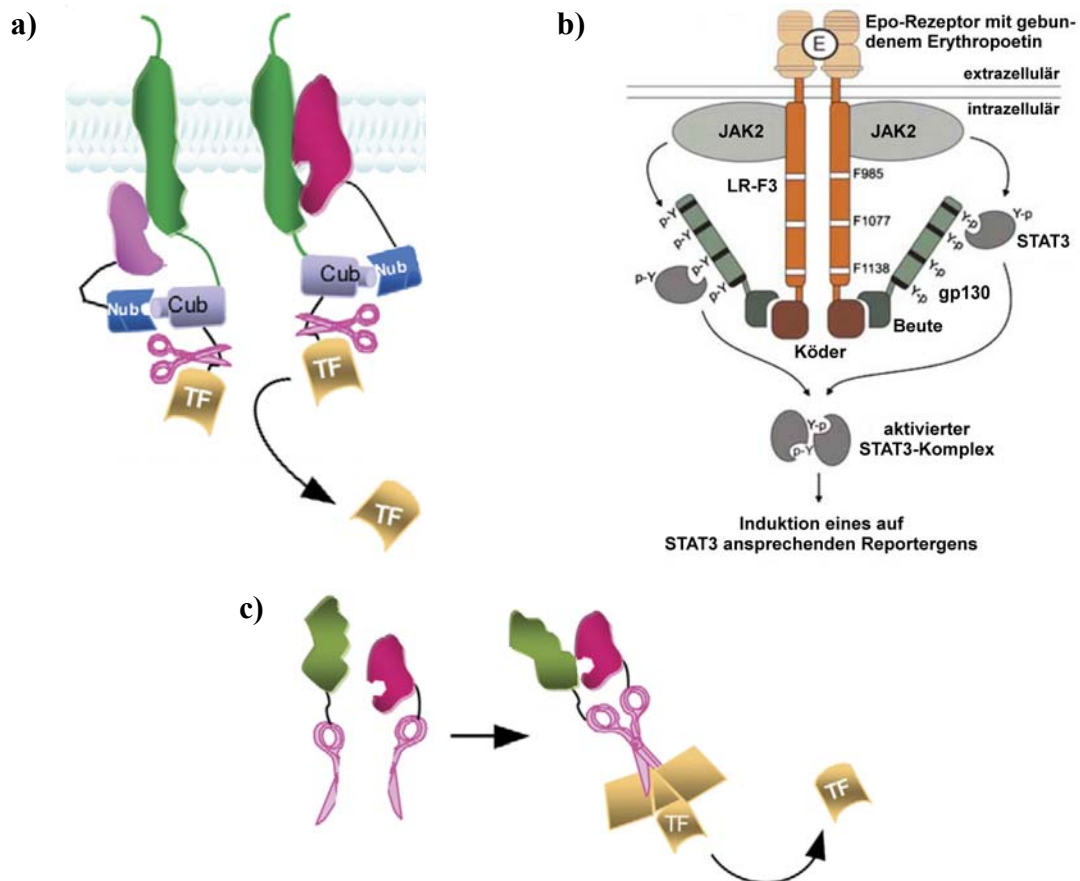 a)
Nub
Cub
TF
Cub
Nub
TF
TF
b)
Epo-Rezeptor mit gebun-
denem Erythropoetin
E
extrazellulär
intrazellulär
JAK2
JAK2
LR-F3
F985
F1077
F1138
p-Y
p-Y
p-Y
p-Y
p-Y
Y-p
Y-p
Y-p
Y-p
Y-p
STAT3
gp130
Beute
Köder
Y-p
p-Y
aktivierter
STAT3-Komplex
Induktion eines auf
STAT3 ansprechenden Reportergens
c)
TF
TF